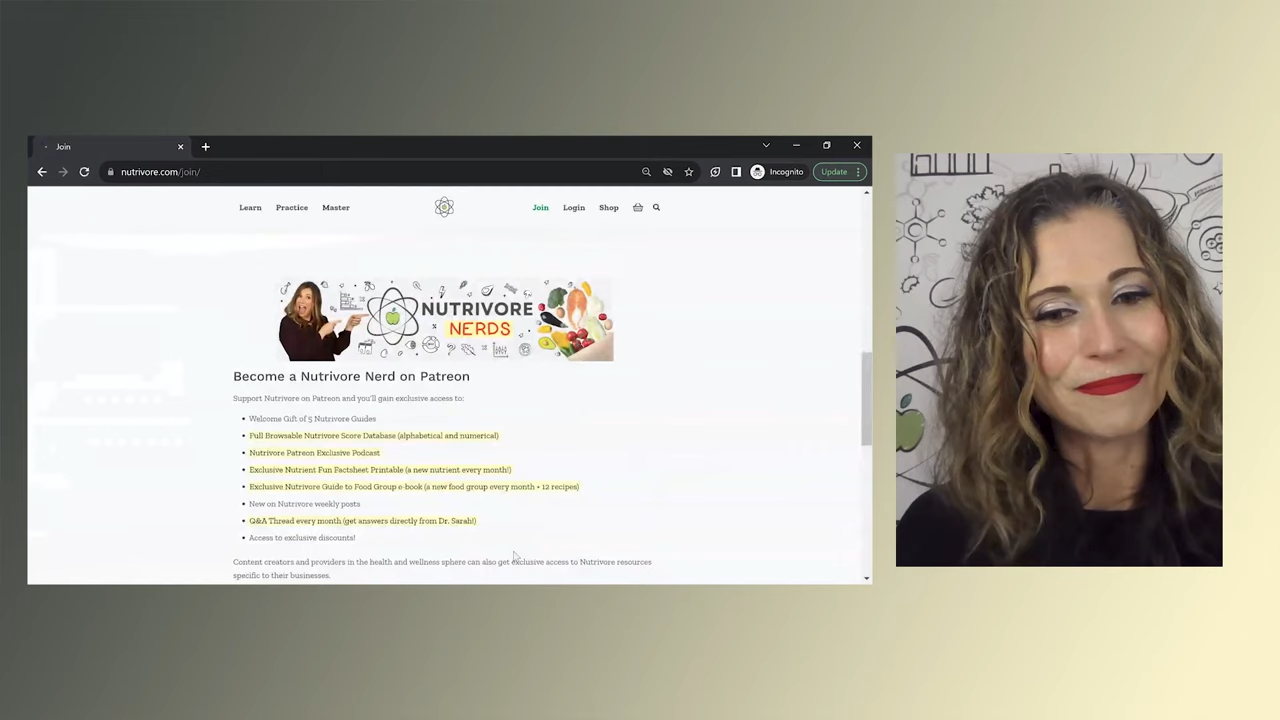 Join
nutrivore.com/join/
Incognito
Update
Learn Practice Master
Join Login Shop
NUTRIVORE
NERDS
Become a Nutrivore Nerd on Patreon
Support Nutrivore on Patreon and you'll gain exclusive access to:
• Welcome Gift of 5 Nutrivore Guides
• Full Browsable Nutrivore Score Database (alphabetical and numerical)
• Nutrivore Patreon Exclusive Podcast
• Exclusive Nutrient Fun Factsheet Printable (a new nutrient every month!)
• Exclusive Nutrivore Guide to Food Group e-book (a new food group every month + 12 recipes)
• New on Nutrivore weekly posts
• Q&A Thread every month (get answers directly from Dr. Sarah!)
• Access to exclusive discounts!
Content creators and providers in the health and wellness sphere can also get exclusive access to Nutrivore resources
specific to their businesses.